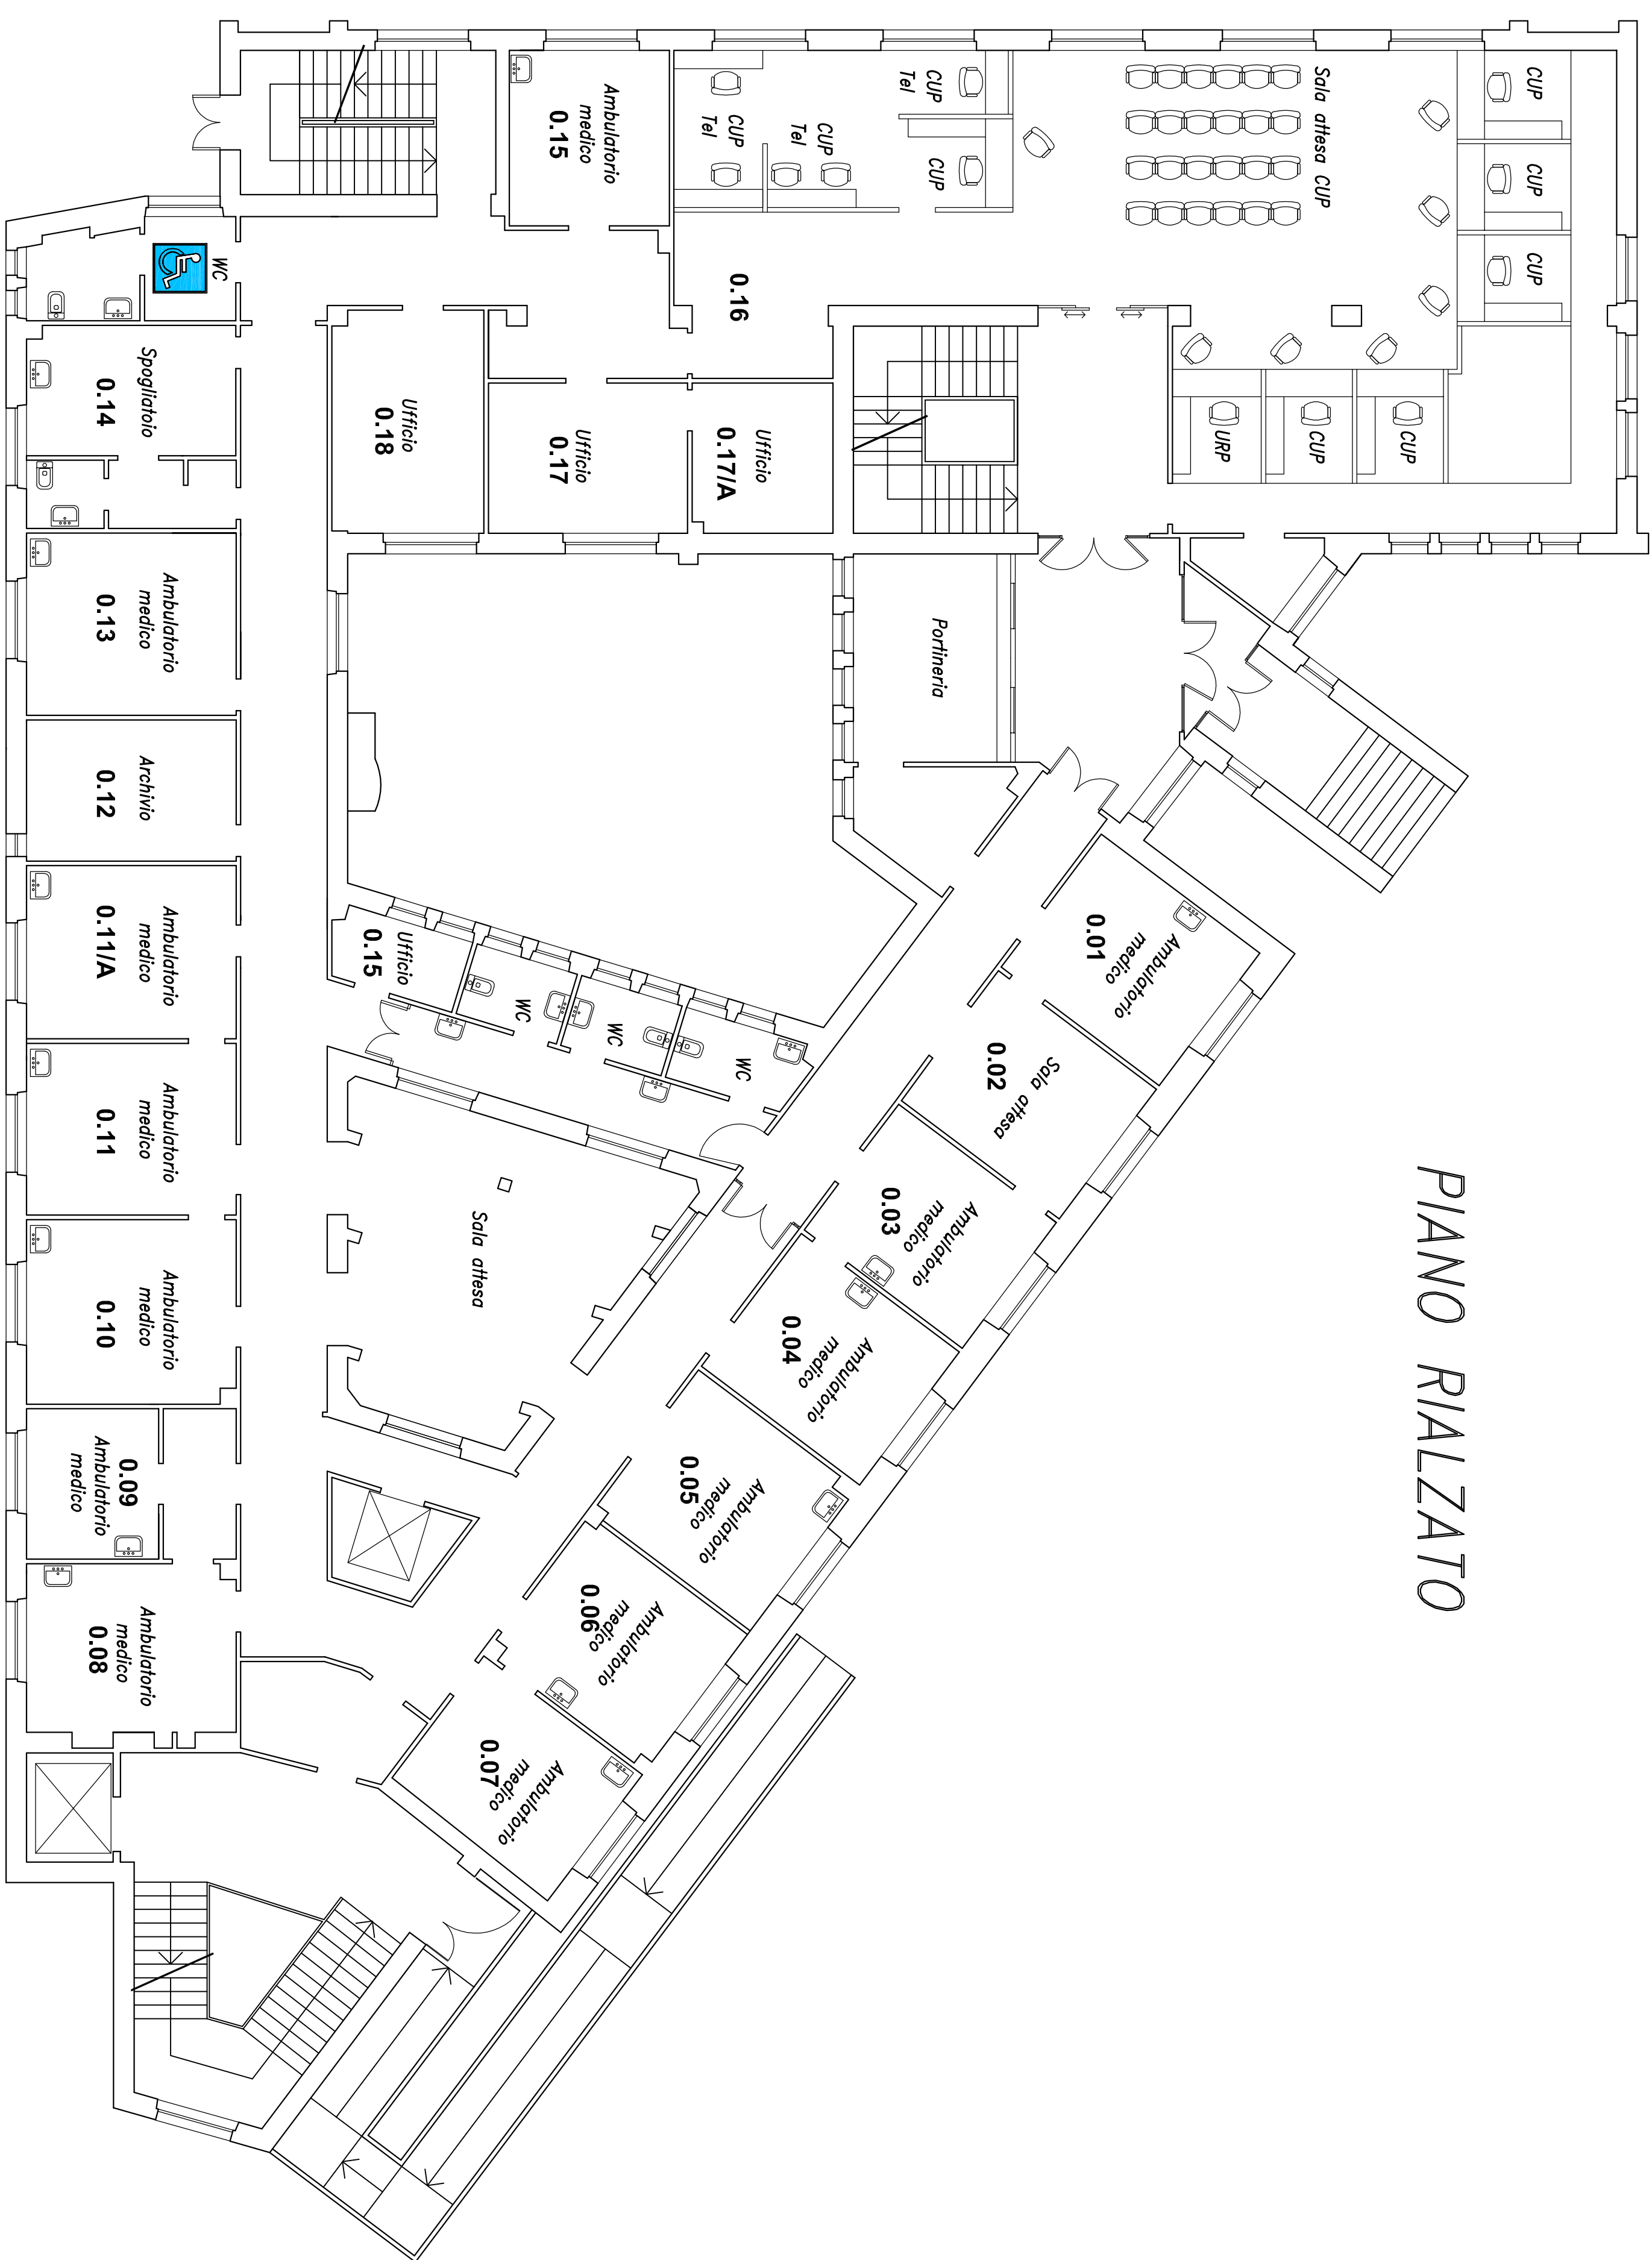 PIANO RIALZATO
CUP
CUP
CUP
Sala attesa CUP
URP
CUP
CUP
CUP
Tel
CUP
CUP
Tel
CUP
Tel
0.16
Ambulatorio
medico
0.15
Ufficio
0.17/A
Ufficio
0.17
Ufficio
0.18
WC
Spogliatoio
0.14
Portineria
Ambulatorio
medico
0.13
Archivio
0.12
Ambulatorio
medico
0.11/A
Ambulatorio
medico
0.11
Ambulatorio
medico
0.10
0.09
Ambulatorio
medico
Ambulatorio
medico
0.08
Ufficio
0.15
WC
WC
WC
Sala attesa
Ambulatorio
medico
0.01
Sala attesa
0.02
Ambulatorio
medico
0.03
Ambulatorio
medico
0.04
Ambulatorio
medico
0.05
Ambulatorio
medico
0.06
Ambulatorio
medico
0.07